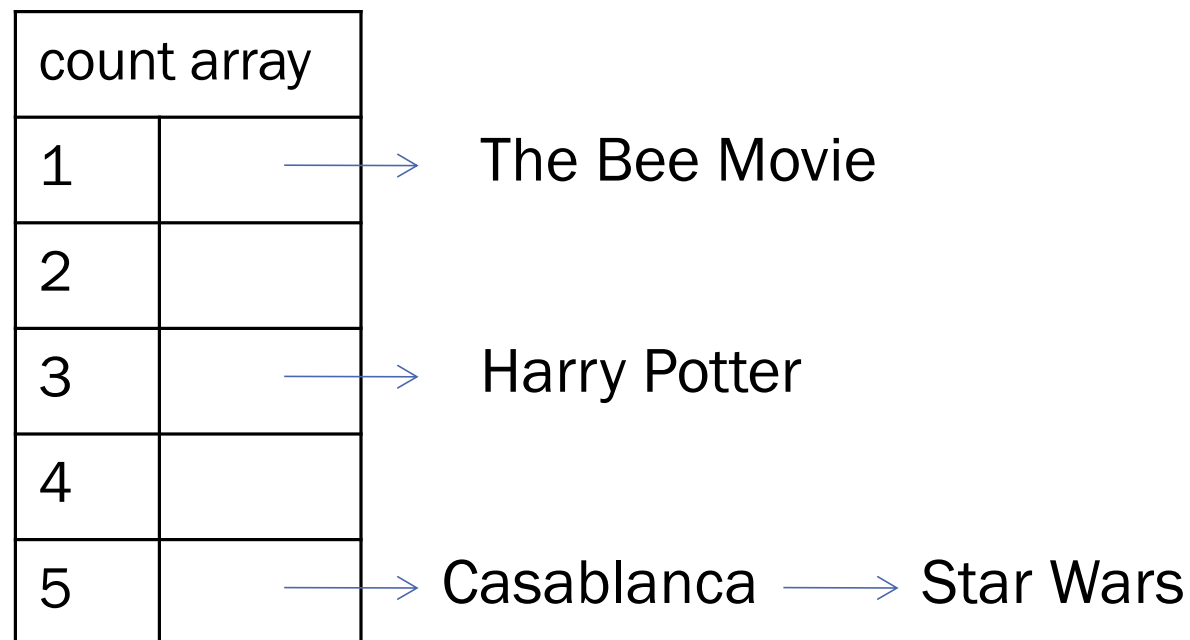 count array
1 The Bee Movie
2
3 Harry Potter
4
5 Casablanca Star Wars